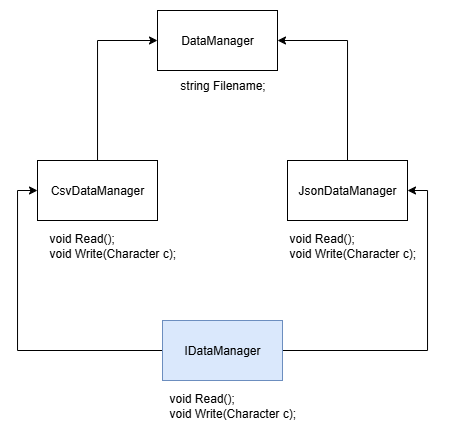 DataManager
string Filename;
CsvDataManager
JsonDataManager
void Read();
void Write(Character c);
void Read();
void Write(Character c);
IDataManager
void Read();
void Write(Character c);